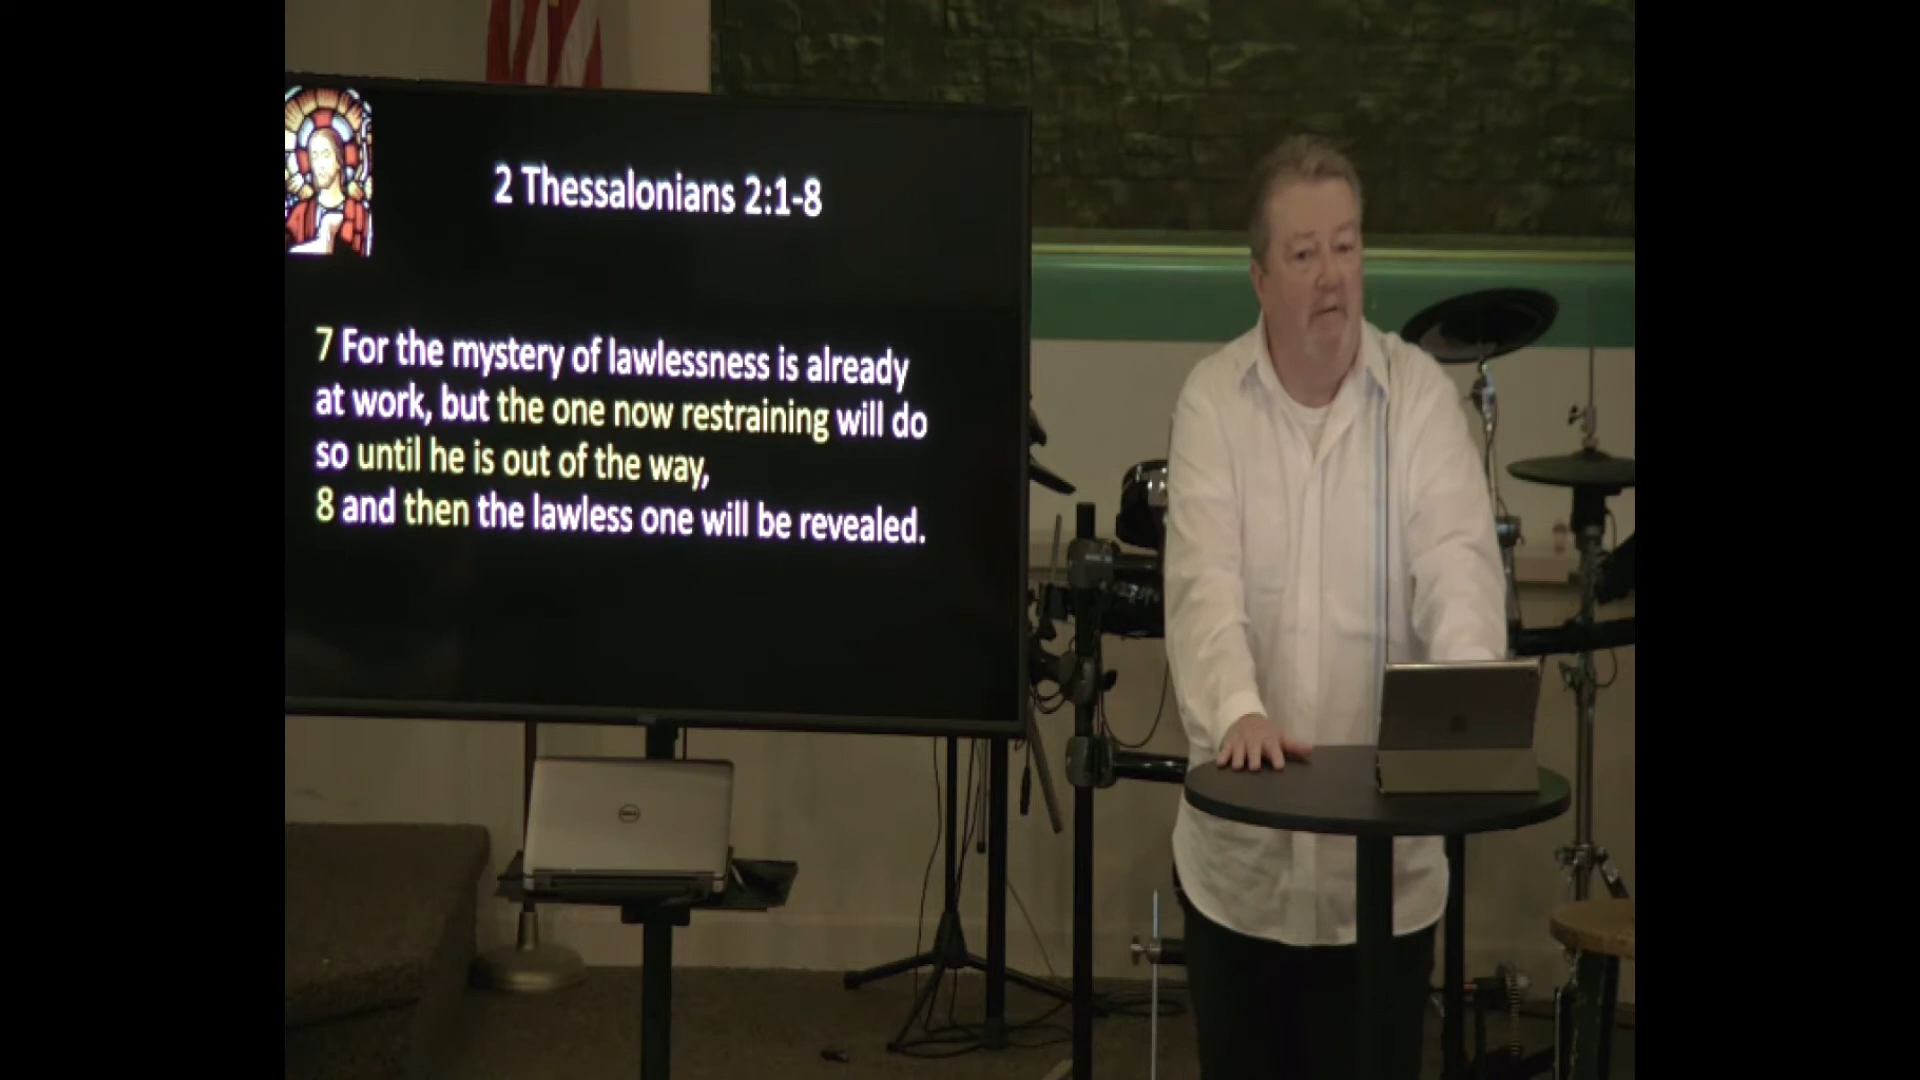 2 Thessalonians 2:1-8
7 For the mystery of lawlessness is already
at work, but the one now restraining will do
so until he is out of the way,
8 and then the lawless one will be revealed.
DELL